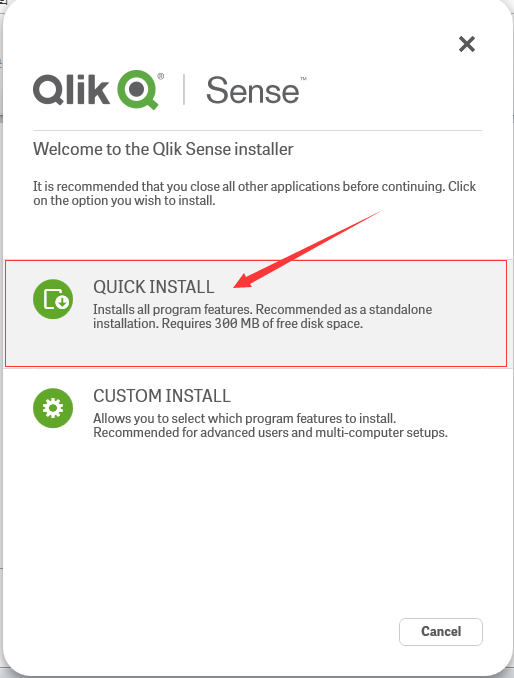 Qlik® Sense™
Welcome to the Qlik Sense installer
It is recommended that you close all other applications before continuing. Click
on the option you wish to install.
QUICK INSTALL
Installs all program features. Recommended as a standalone
installation. Requires 300 MB of free disk space.
CUSTOM INSTALL
Allows you to select which program features to install.
Recommended for advanced users and multi-computer setups.
Cancel